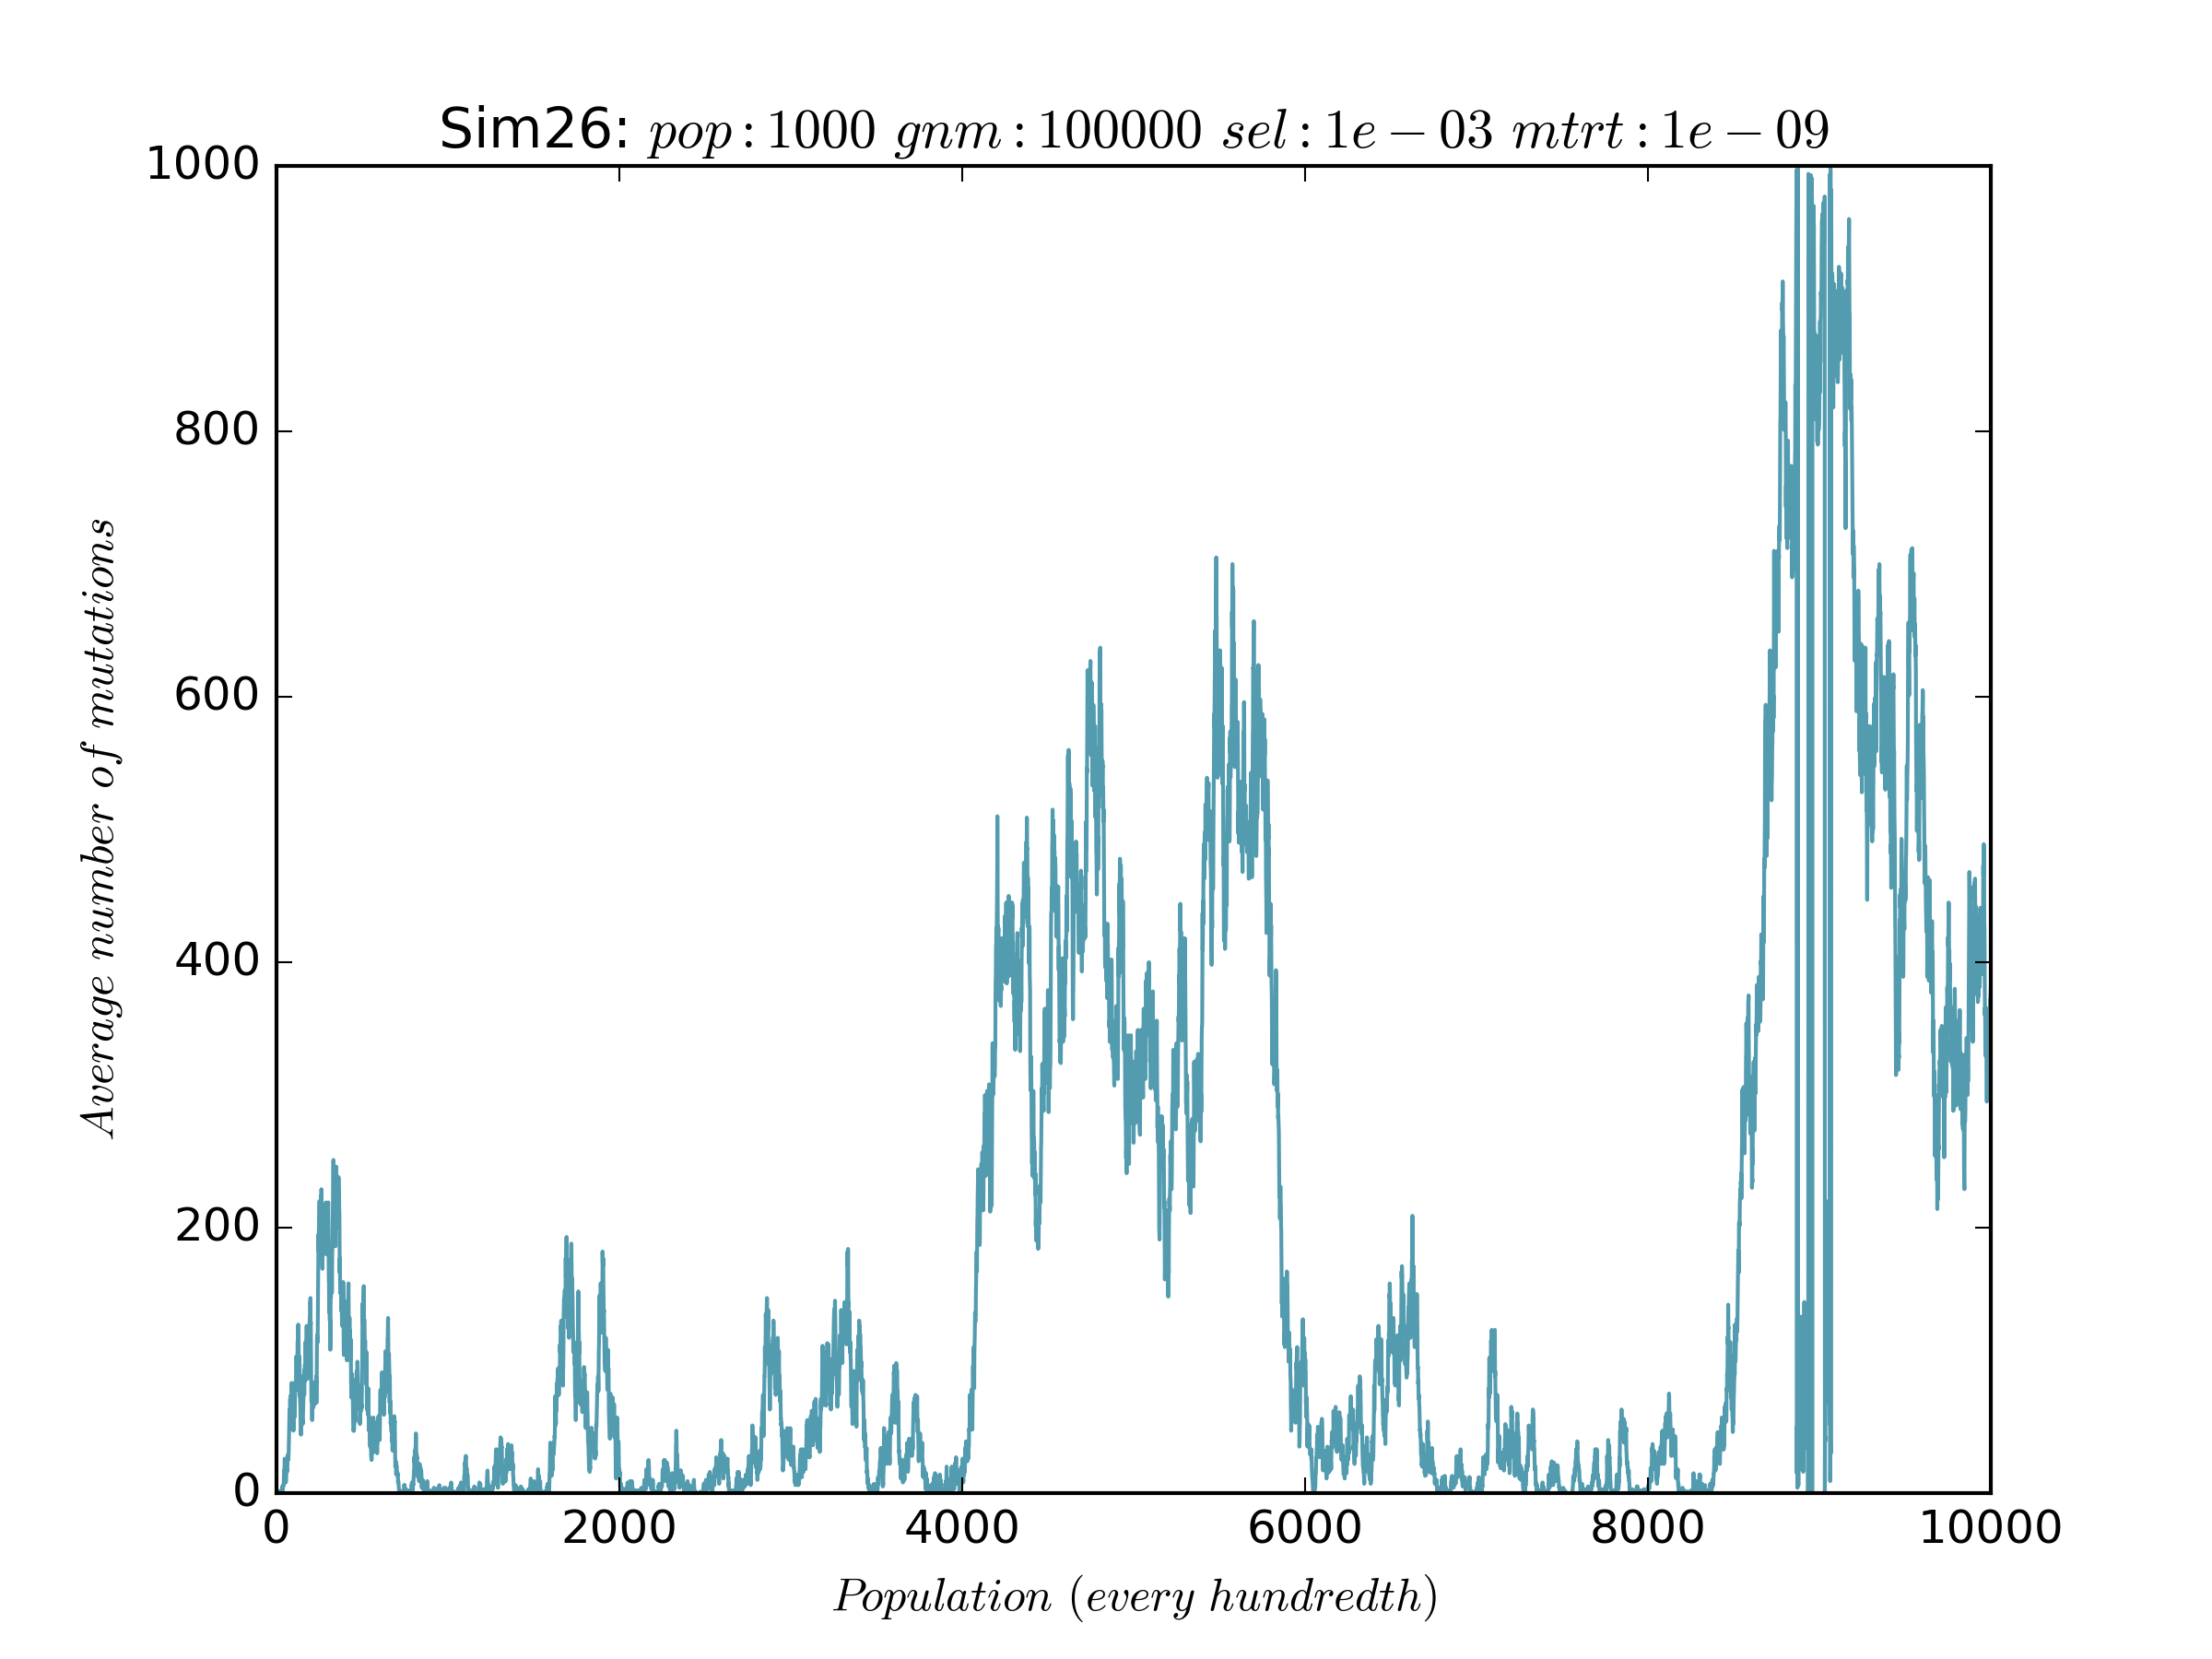 Sim26: pop : 1000 gnm : 100000 sel : 1e − 03 mtrt : 1e − 09
1000
800
600
400
200
0
Average number of mutations
0 2000 4000 6000 8000 10000
Population (every hundredth)